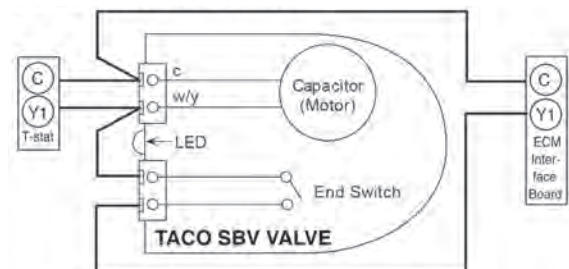 C
Y1
T-stat
c
w/y
LED
Capacitor
(Motor)
End Switch
TACO SBV VALVE
C
Y1
ECM
Inter-
face
Board